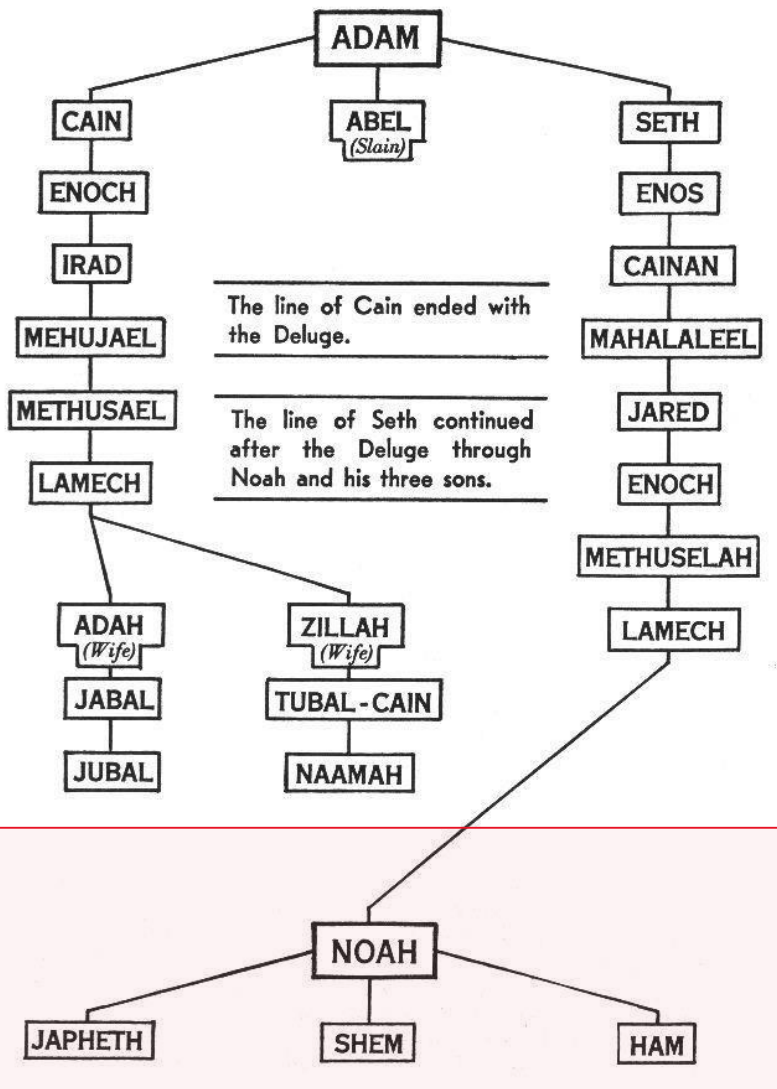 ADAM
CAIN
ABEL
(Slain)
SETH
ENOCH
ENOS
IRAD
CAINAN
The line of Cain ended with
the Deluge.
MEHUJAEL
MAHALALEEL
METHUSAEL
JARED
The line of Seth continued
after the Deluge through
Noah and his three sons.
LAMECH
ENOCH
METHUSELAH
ADAH
(Wife)
ZILLAH
(Wife)
LAMECH
JABAL
TUBAL-CAIN
JUBAL
NAAMAH
NOAH
JAPHETH
SHEM
HAM